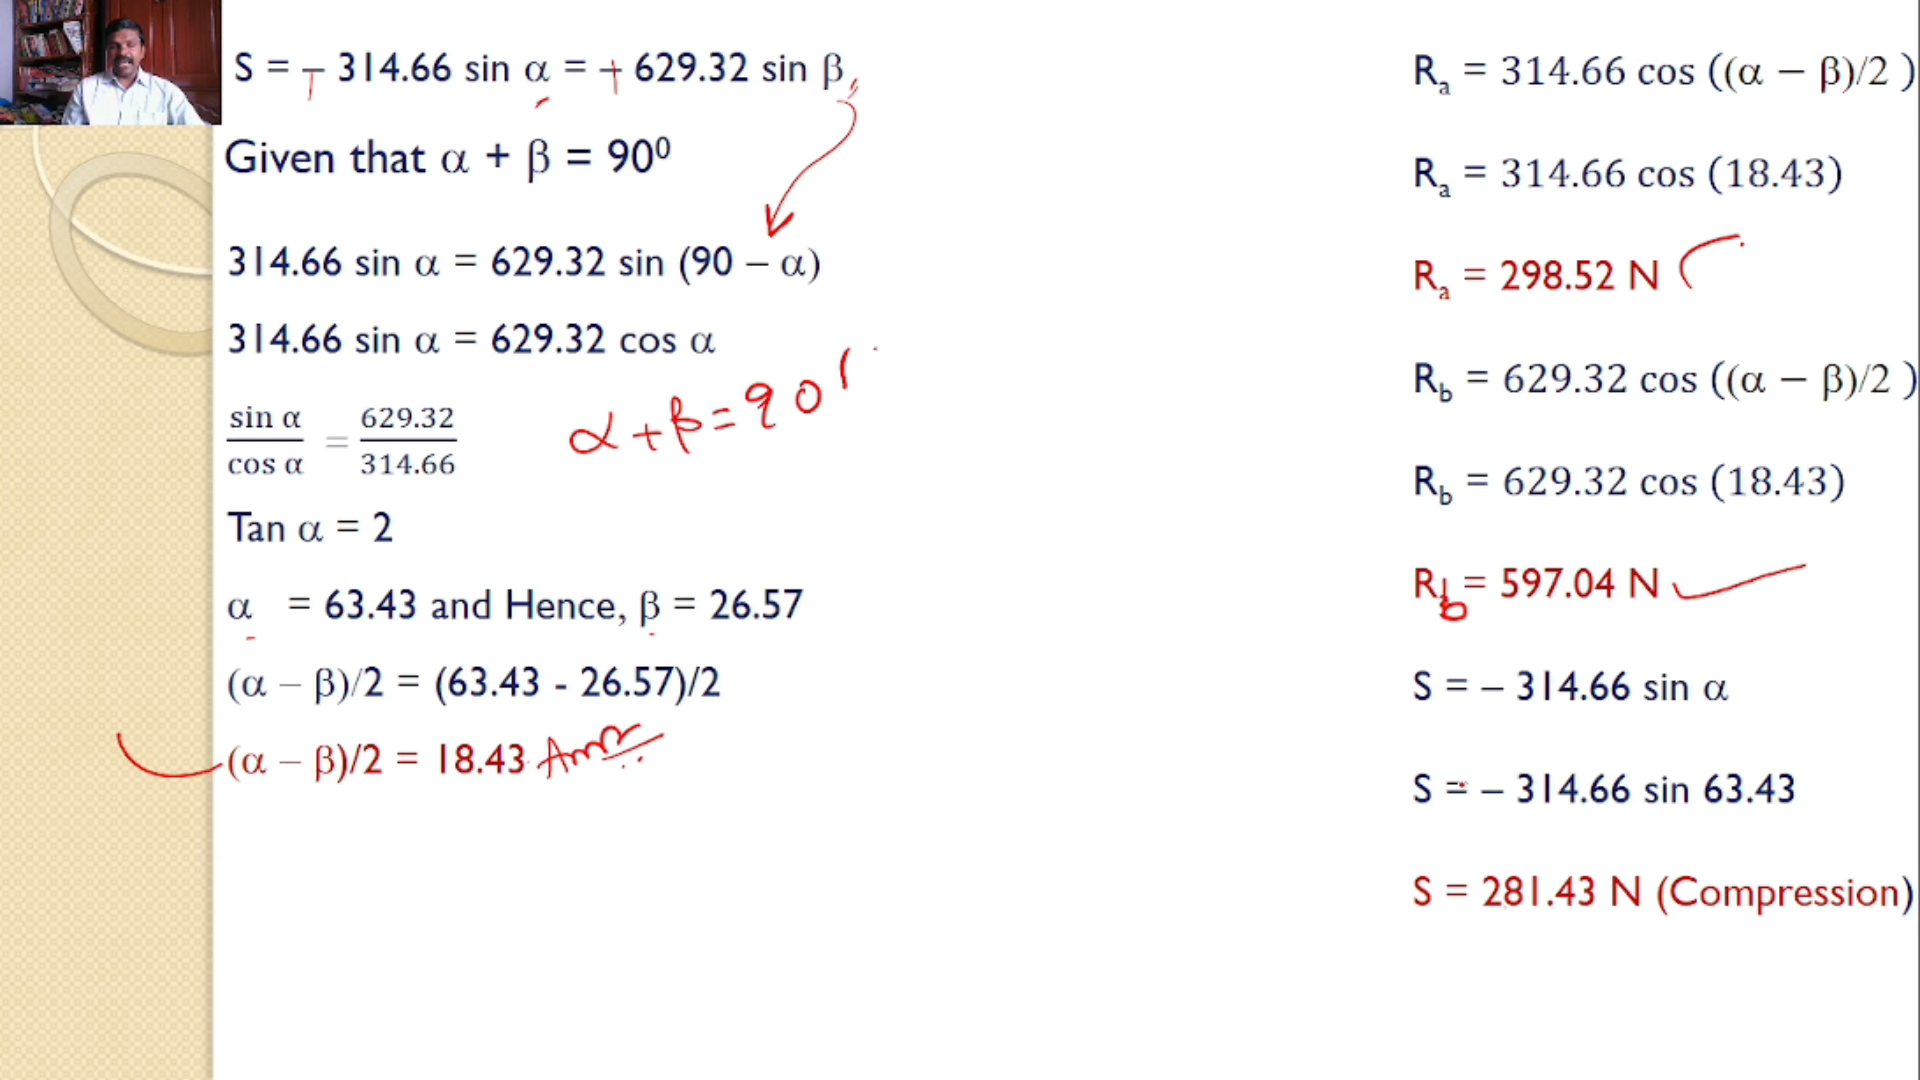 S = – 314.66 sin α = + 629.32 sin β
Given that α + β = 90⁰
314.66 sin α = 629.32 sin (90 – α)
314.66 sin α = 629.32 cos α
sin α / cos α = 629.32 / 314.66
α + β = 90
Tan α = 2
α = 63.43 and Hence, β = 26.57
(α – β)/2 = (63.43 - 26.57)/2
(α – β)/2 = 18.43
Rₐ = 314.66 cos ((α – β)/2 )
Rₐ = 314.66 cos (18.43)
Rₐ = 298.52 N
R_b = 629.32 cos ((α – β)/2 )
R_b = 629.32 cos (18.43)
R_b = 597.04 N
S = – 314.66 sin α
S = – 314.66 sin 63.43
S = 281.43 N (Compression)